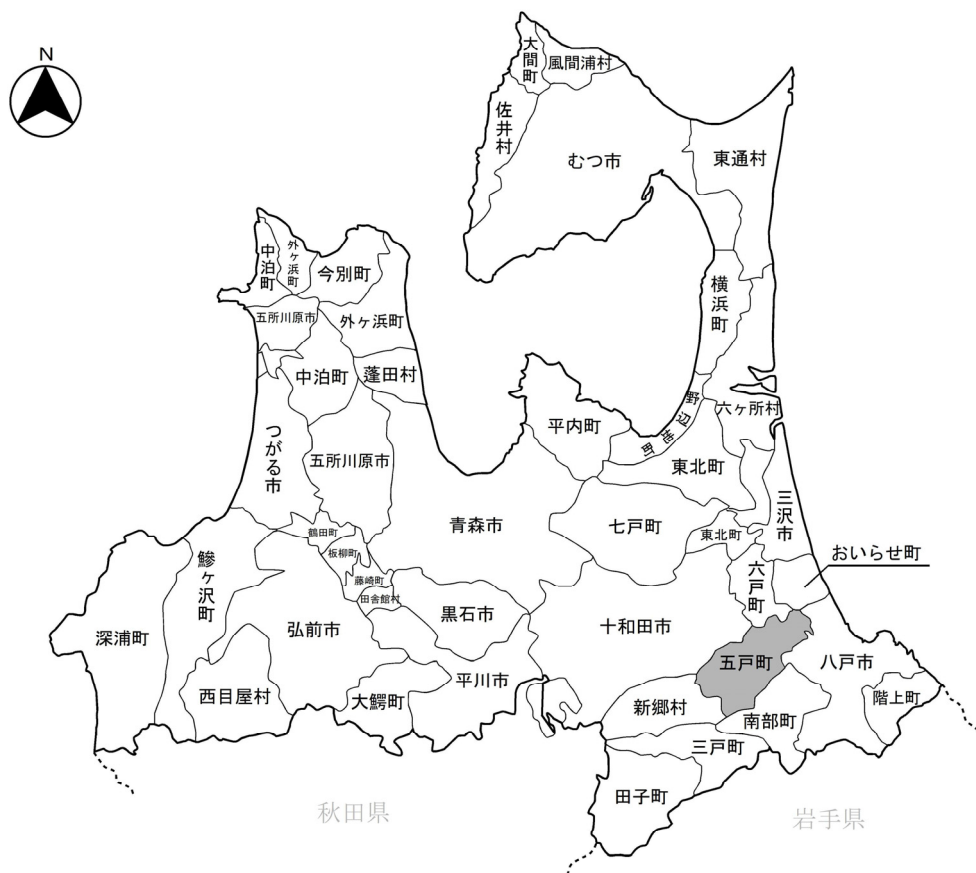 N
大間町
風間浦村
佐井村
むつ市
東通村
中泊町
外ヶ浜町
今別町
横浜町
五所川原市
外ヶ浜町
中泊町
蓬田村
野辺地町
六ヶ所村
平内町
つがる市
五所川原市
東北町
三沢市
青森市
七戸町
鶴田町
東北町
板柳町
おいらせ町
鰺ヶ沢町
藤崎町
六戸町
田舎館村
黒石市
十和田市
弘前市
深浦町
五戸町
八戸市
平川市
西目屋村
大鰐町
新郷村
階上町
南部町
三戸町
田子町
秋田県
岩手県